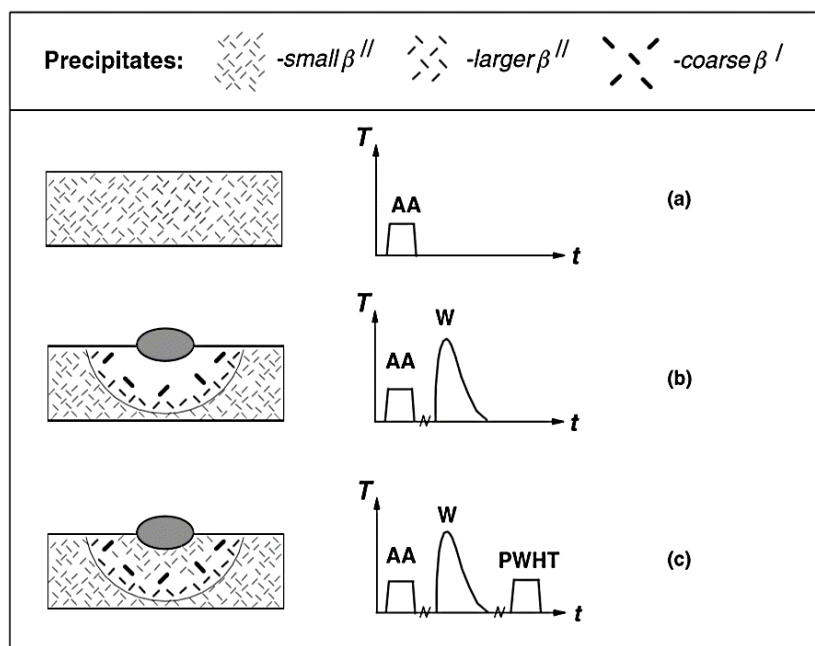 Precipitates: -small β// -larger β// -coarse β/
T
AA
t
(a)
T
W
AA
t
(b)
T
W
AA
PWHT
t
(c)